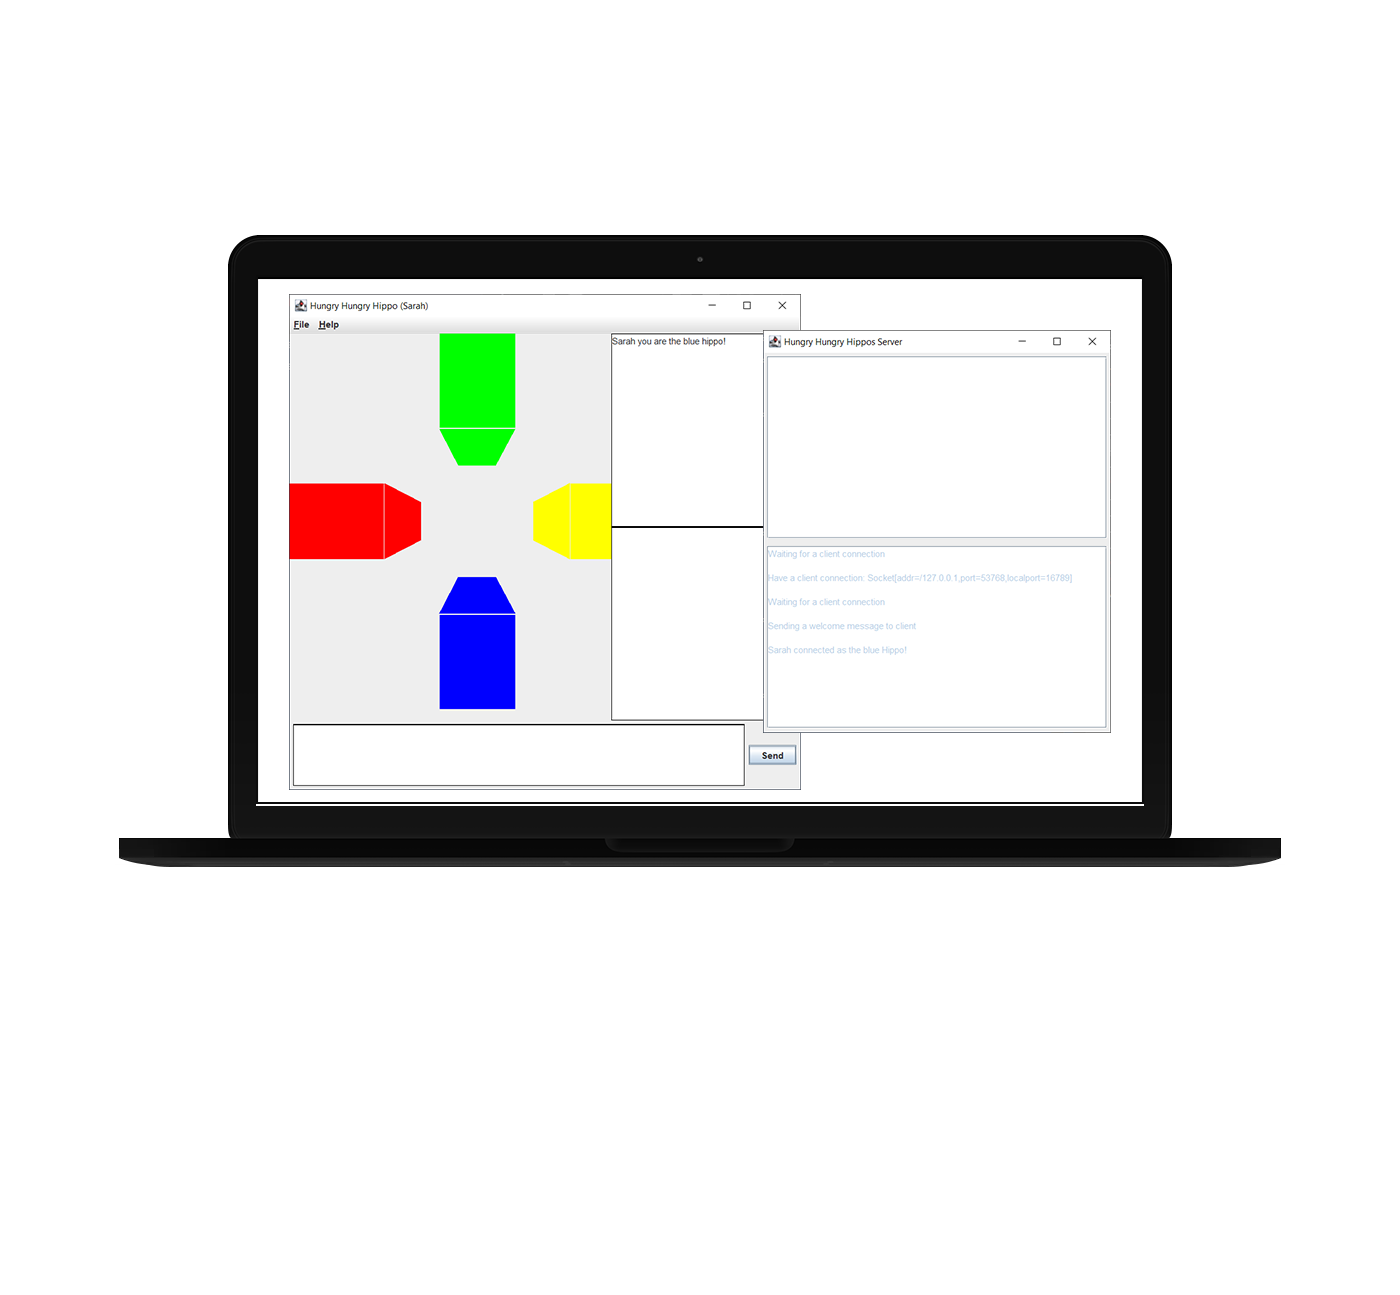 Hungry Hungry Hippo (Sarah)
File Help
Sarah you are the blue hippo!
Send
Hungry Hungry Hippos Server
Waiting for a client connection
Have a client connection: Socket[addr=/127.0.0.1,port=53768,localport=16789]
Waiting for a client connection
Sending a welcome message to client
Sarah connected as the blue Hippo!